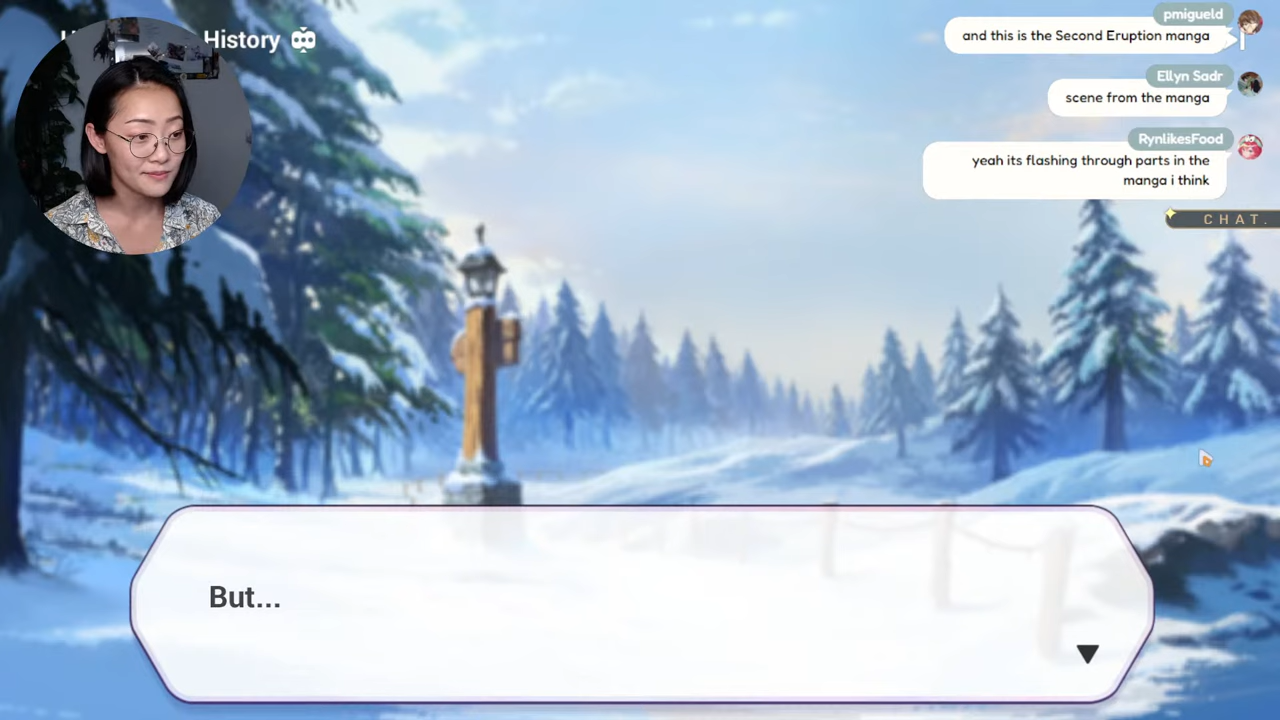 History
pmigueld
and this is the Second Eruption manga
Ellyn Sadr
scene from the manga
RynlikesFood
yeah its flashing through parts in the
manga i think
CHAT.
But...